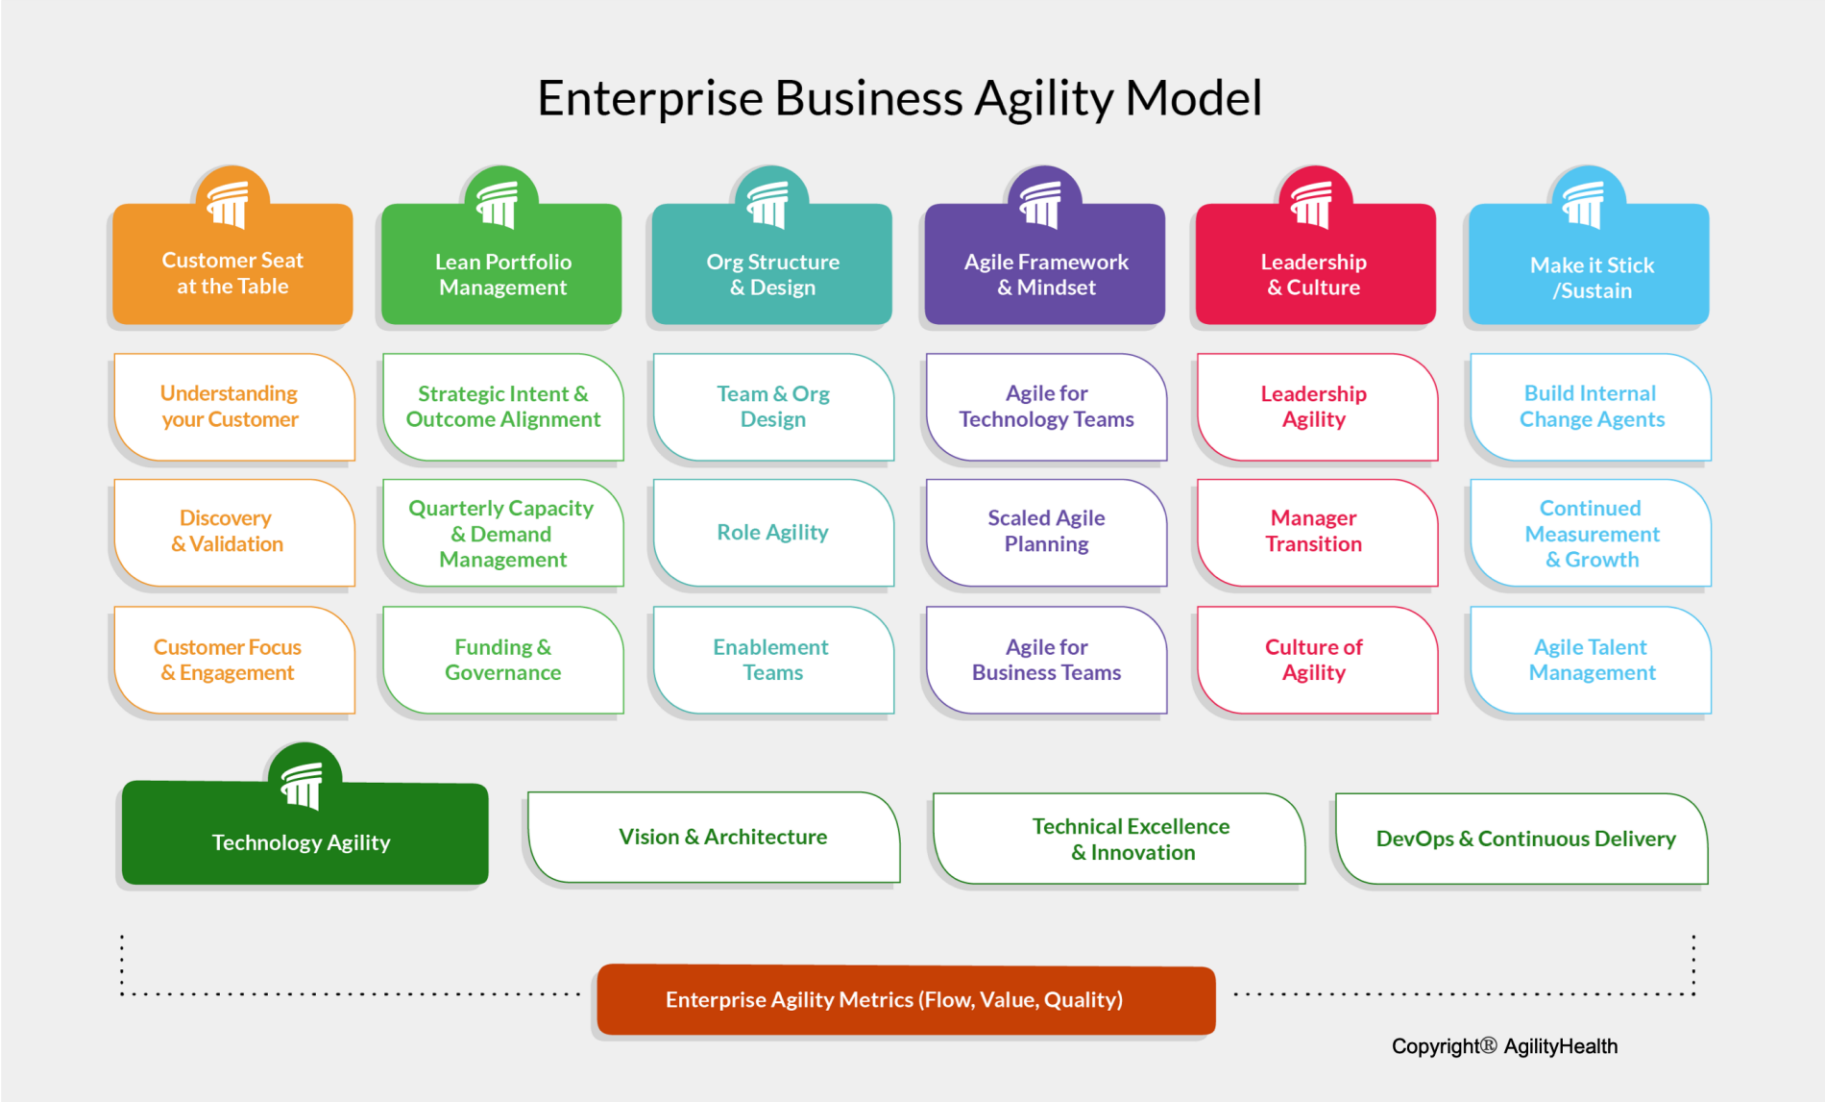 Enterprise Business Agility Model
Customer Seat
at the Table
Lean Portfolio
Management
Org Structure
& Design
Agile Framework
& Mindset
Leadership
& Culture
Make it Stick
/Sustain
Understanding
your Customer
Strategic Intent &
Outcome Alignment
Team & Org
Design
Agile for
Technology Teams
Leadership
Agility
Build Internal
Change Agents
Discovery
& Validation
Quarterly Capacity
& Demand
Management
Role Agility
Scaled Agile
Planning
Manager
Transition
Continued
Measurement
& Growth
Customer Focus
& Engagement
Funding &
Governance
Enablement
Teams
Agile for
Business Teams
Culture of
Agility
Agile Talent
Management
Technology Agility
Vision & Architecture
Technical Excellence
& Innovation
DevOps & Continuous Delivery
Enterprise Agility Metrics (Flow, Value, Quality)
Copyright® AgilityHealth